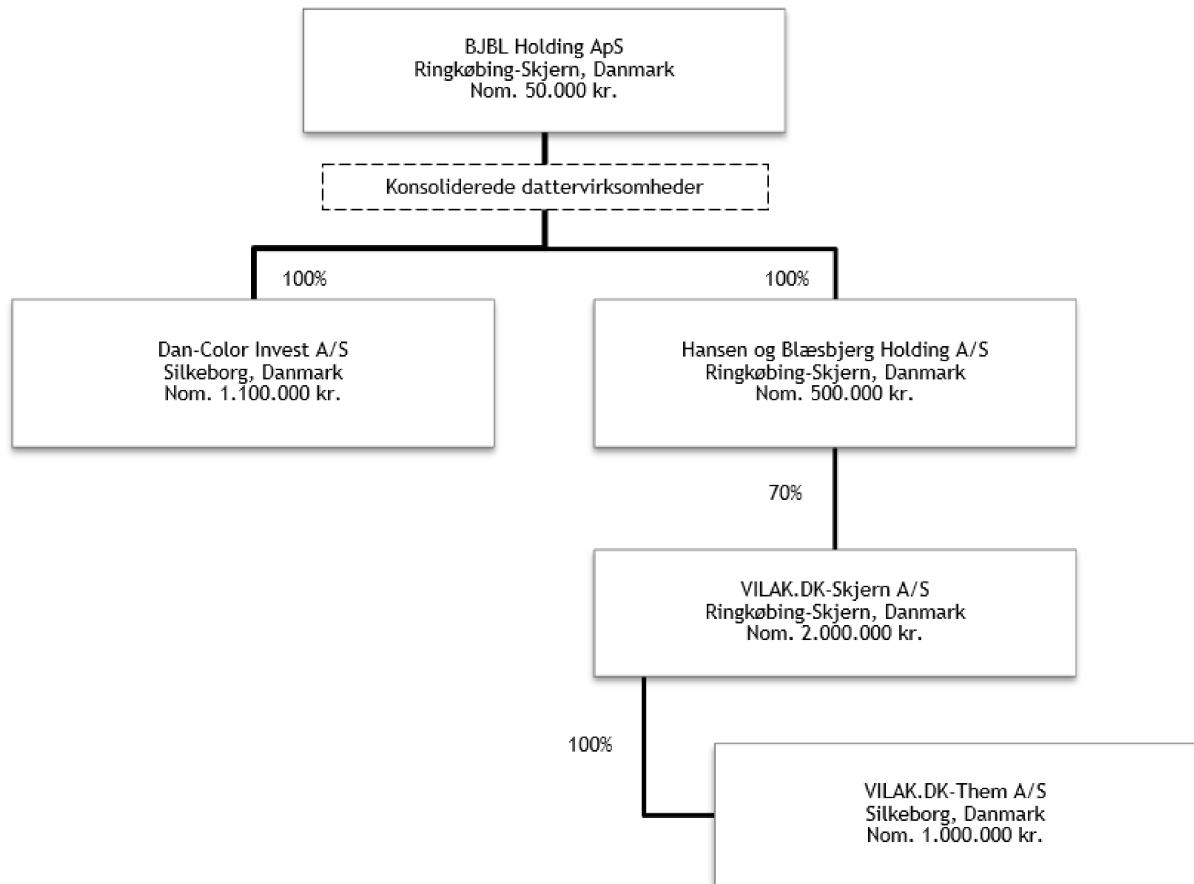 BJBL Holding ApS
Ringkøbing-Skjern, Danmark
Nom. 50.000 kr.
Konsoliderede dattervirksomheder
100%
100%
Dan-Color Invest A/S
Silkeborg, Danmark
Nom. 1.100.000 kr.
Hansen og Blæsbjerg Holding A/S
Ringkøbing-Skjern, Danmark
Nom. 500.000 kr.
70%
VILAK.DK-Skjern A/S
Ringkøbing-Skjern, Danmark
Nom. 2.000.000 kr.
100%
VILAK.DK-Them A/S
Silkeborg, Danmark
Nom. 1.000.000 kr.